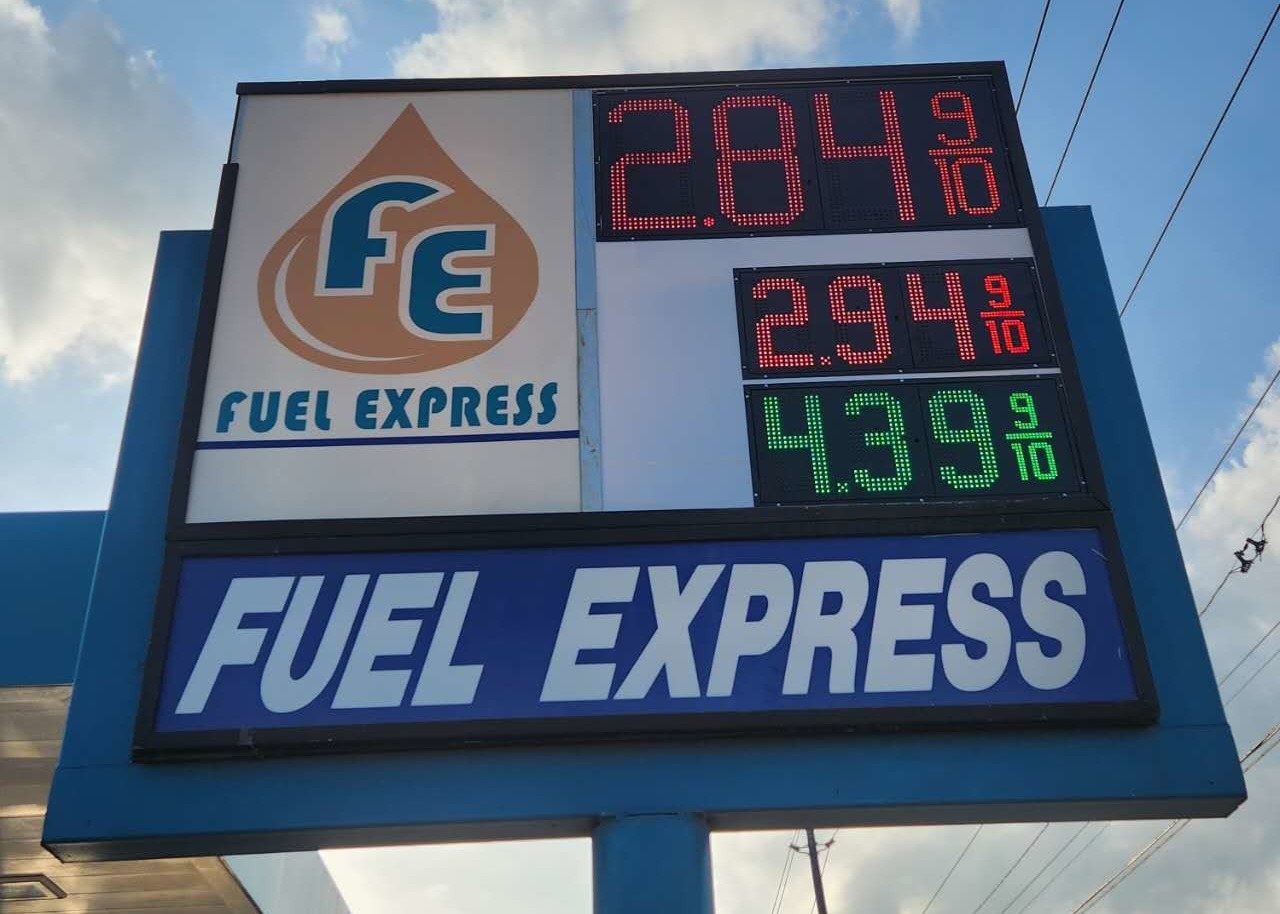 FE
FUEL EXPRESS
2.84 9/10
2.94 9/10
4.39 9/10
FUEL EXPRESS